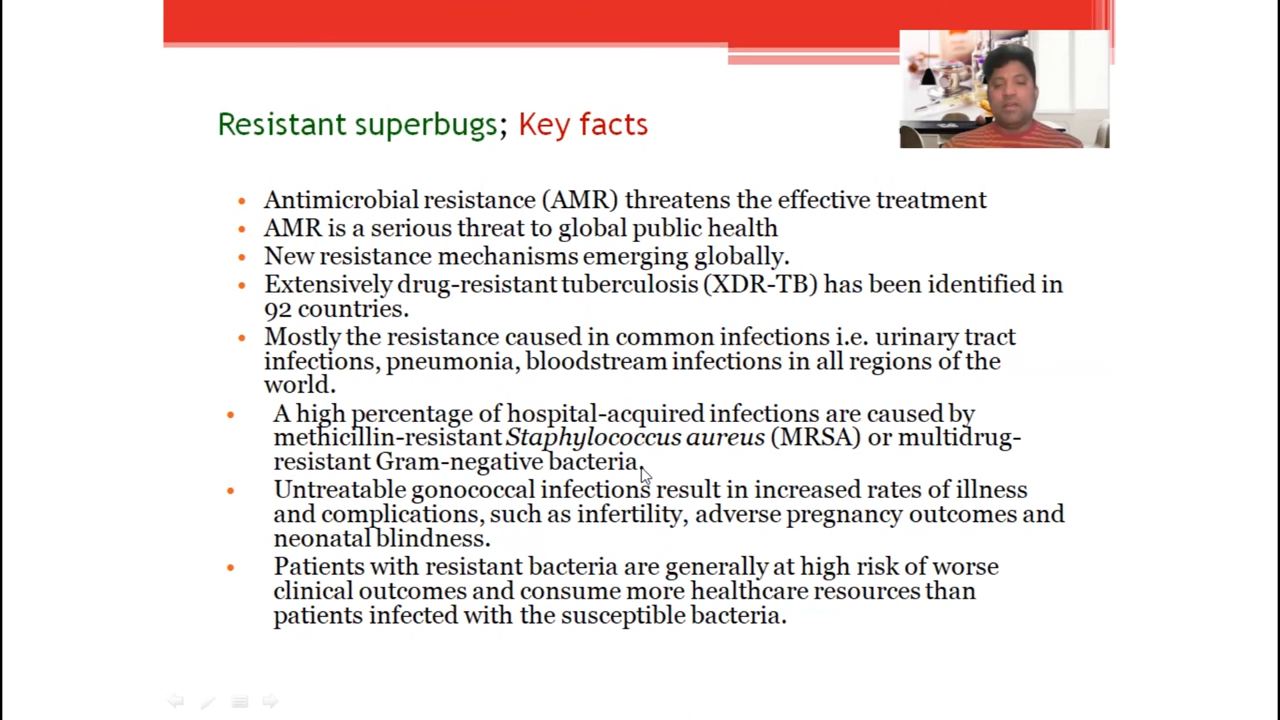 Resistant superbugs; Key facts
• Antimicrobial resistance (AMR) threatens the effective treatment
• AMR is a serious threat to global public health
• New resistance mechanisms emerging globally.
• Extensively drug-resistant tuberculosis (XDR-TB) has been identified in
92 countries.
• Mostly the resistance caused in common infections i.e. urinary tract
infections, pneumonia, bloodstream infections in all regions of the
world.
• A high percentage of hospital-acquired infections are caused by
methicillin-resistant Staphylococcus aureus (MRSA) or multidrug-
resistant Gram-negative bacteria.
• Untreatable gonococcal infections result in increased rates of illness
and complications, such as infertility, adverse pregnancy outcomes and
neonatal blindness.
• Patients with resistant bacteria are generally at high risk of worse
clinical outcomes and consume more healthcare resources than
patients infected with the susceptible bacteria.